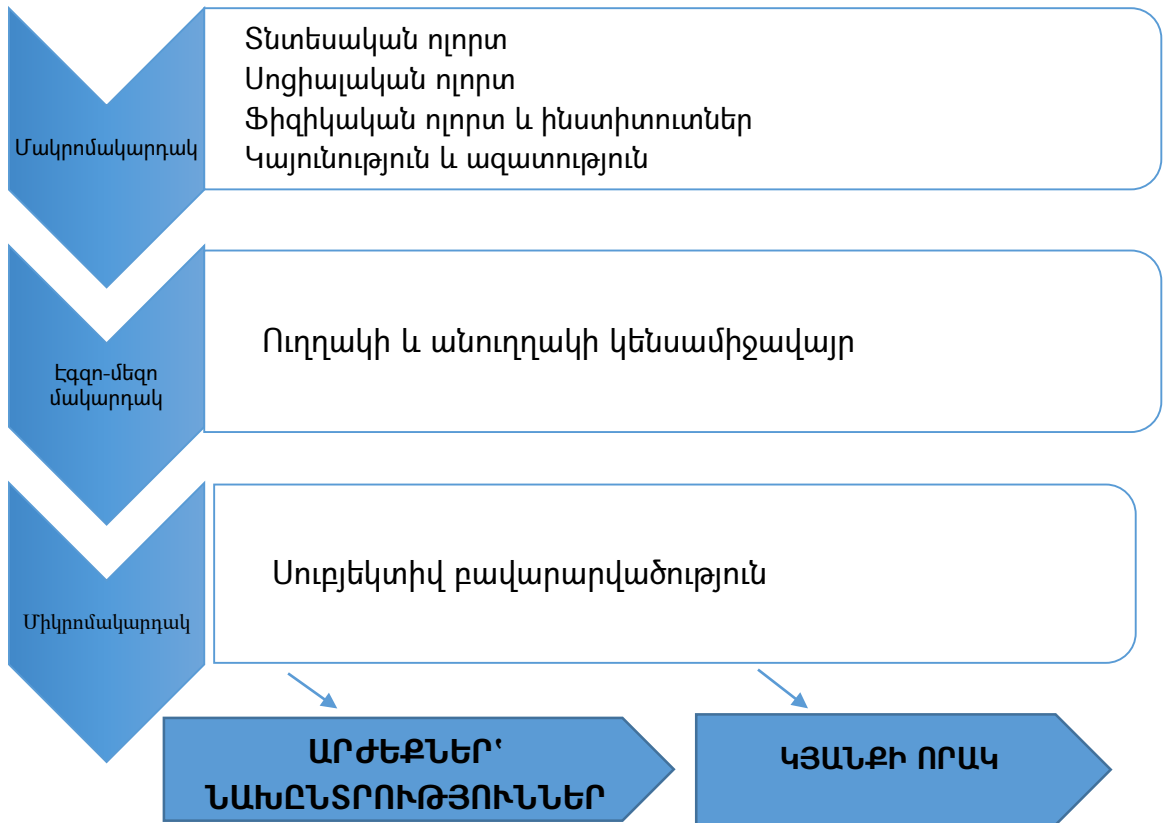 Տնտեսական ոլորտ
Սոցիալական ոլորտ
Ֆիզիկական ոլորտ և ինստիտուտներ
Կայունություն և ազատություն
Մակրոմակարդակ
Ուղղակի և անուղղակի կենսամիջավայր
Էգզո-մեզո
մակարդակ
Սուբյեկտիվ բավարարվածություն
Միկրոմակարդակ
ԱՐԺԵՔՆԵՐ՝
ՆԱԽԸՆՏՐՈՒԹՅՈՒՆՆԵՐ
ԿՅԱՆՔԻ ՈՐԱԿ